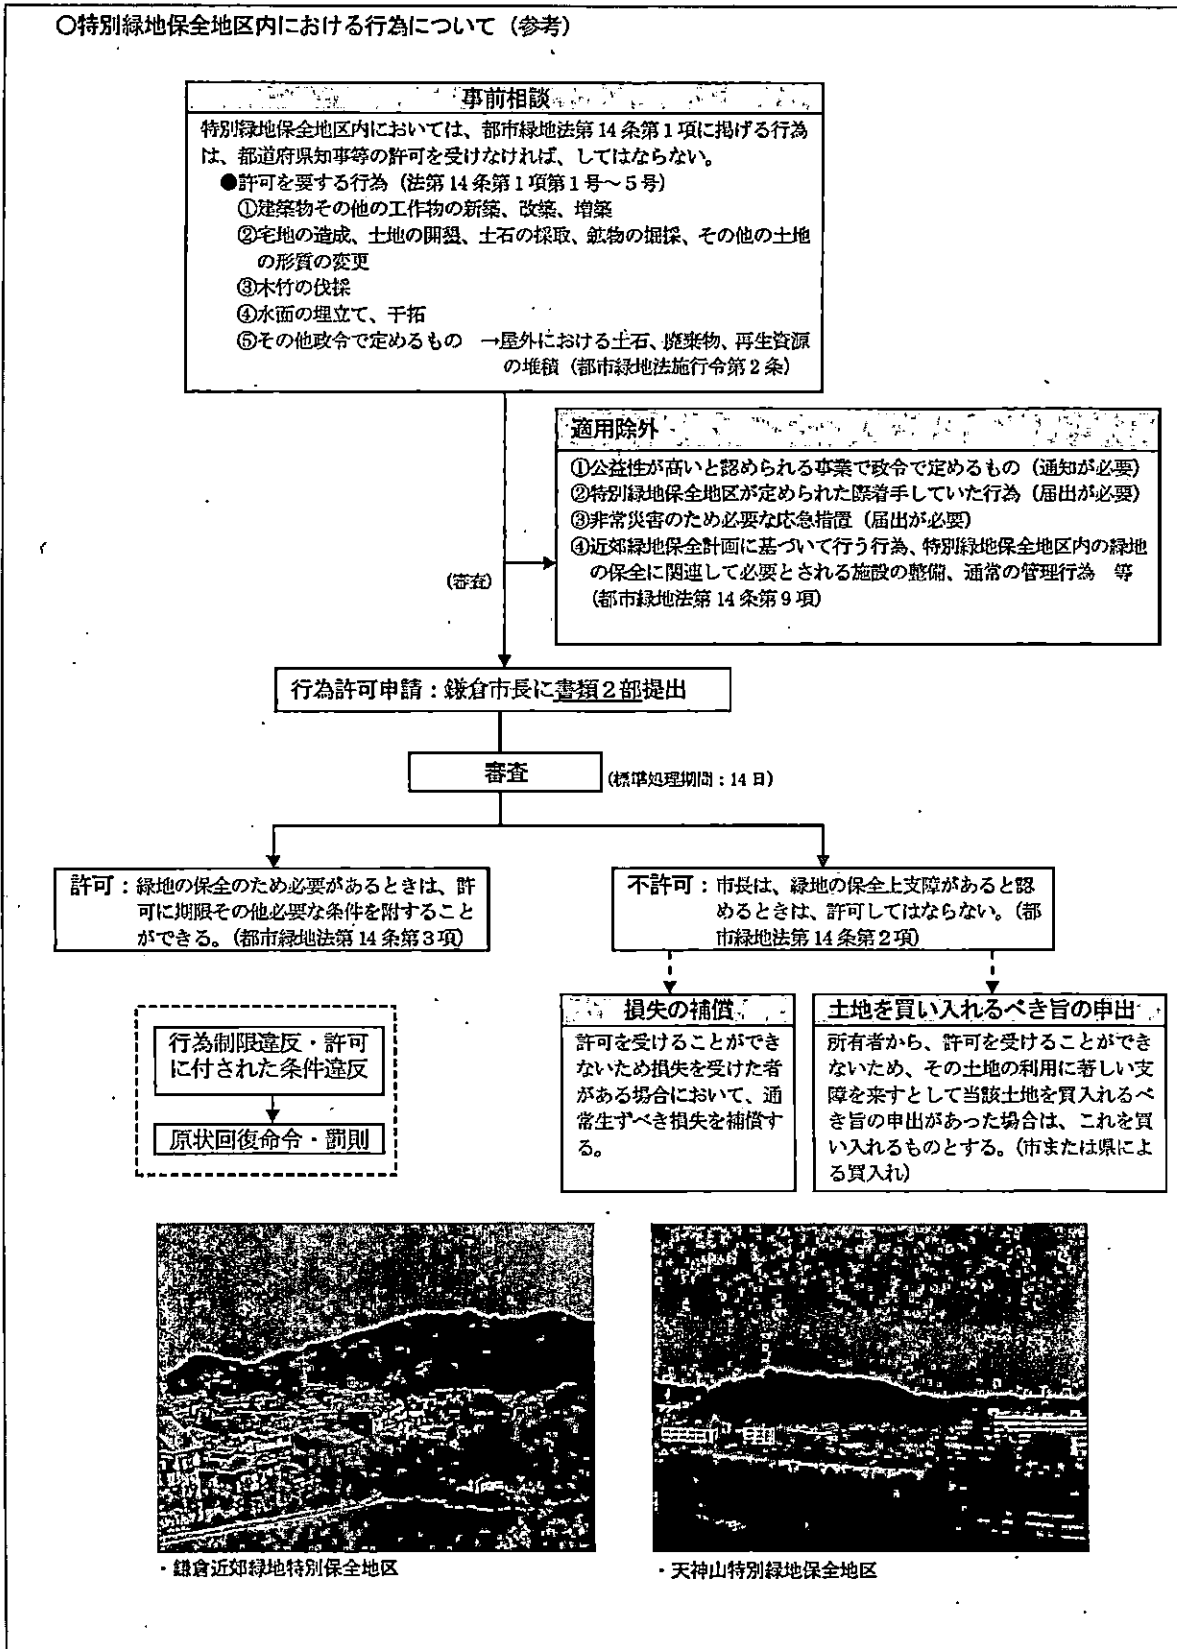 〇特別緑地保全地区内における行為について（参考）
事前相談
特別緑地保全地区内においては、都市緑地法第14条第1項に掲げる行為
は、都道府県知事等の許可を受けなければ、してはならない。
●許可を要する行為（法第14条第1項第1号～5号）
①建築物その他の工作物の新築、改築、増築
②宅地の造成、土地の開墾、土石の採取、鉱物の掘採、その他の土地
の形質の変更
③木竹の伐採
④水面の埋立て、干拓
⑤その他政令で定めるもの　→屋外における土石、廃棄物、再生資源
の堆積（都市緑地法施行令第2条）
適用除外
①公益性が高いと認められる事業で政令で定めるもの（通知が必要）
②特別緑地保全地区が定められた際着手していた行為（届出が必要）
③非常災害のため必要な応急措置（届出が必要）
④近郊緑地保全計画に基づいて行う行為、特別緑地保全地区内の緑地
の保全に関連して必要とされる施設の整備、通常の管理行為　等
（都市緑地法第14条第9項）
（審査）
行為許可申請：鎌倉市長に書類2部提出
審査
（標準処理期間：14日）
許可：緑地の保全のため必要があるときは、許
可に期限その他必要な条件を附すること
ができる。（都市緑地法第14条第3項）
不許可：市長は、緑地の保全上支障があると認
めるときは、許可してはならない。（都
市緑地法第14条第2項）
行為制限違反・許可
に付された条件違反
原状回復命令・罰則
損失の補償
許可を受けることができ
ないため損失を受けた者
がある場合において、通
常生ずべき損失を補償す
る。
土地を買い入れるべき旨の申出
所有者から、許可を受けることができ
ないため、その土地の利用に著しい支
障を来すとして当該土地を買入れるべ
き旨の申出があった場合は、これを買
い入れるものとする。（市または県によ
る買入れ）
・鎌倉近郊緑地特別保全地区
・天神山特別緑地保全地区